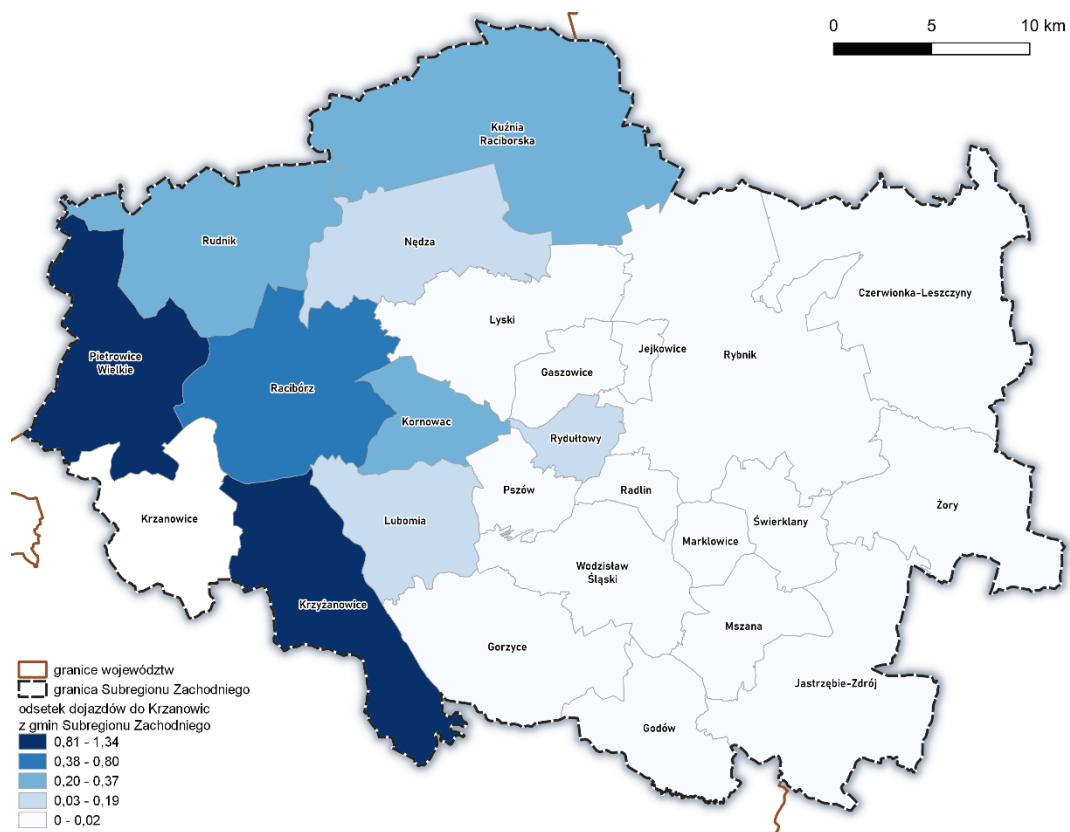 0 5 10 km
Kuźnia
Raciborska
Rudnik
Nędza
Czerwionka-Leszczyny
Lyski
Jejkowice
Rybnik
Pietrowice
Wielkie
Gaszowice
Racibórz
Kornowac
Rydułtowy
Pszów
Radlin
Żory
Krzanowice
Lubomia
Świerklany
Marklowice
Wodzisław
Śląski
Krzyżanowice
Mszana
Gorzyce
Jastrzębie-Zdrój
Godów
granice województw
granica Subregionu Zachodniego
odsetek dojazdów do Krzanowic
z gmin Subregionu Zachodniego
0,81 - 1,34
0,38 - 0,80
0,20 - 0,37
0,03 - 0,19
0 - 0,02